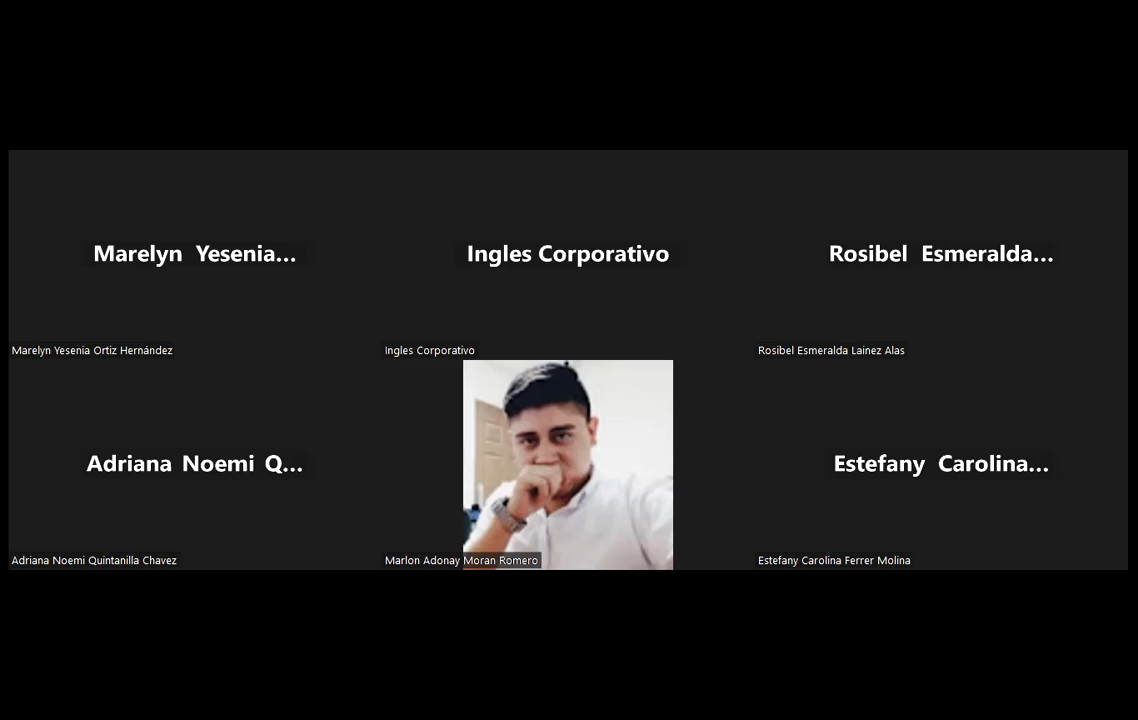 Marelyn Yesenia...
Ingles Corporativo
Rosibel Esmeralda...
Marelyn Yesenia Ortiz Hernández
Ingles Corporativo
Rosibel Esmeralda Lainez Alas
Adriana Noemi Q...
Estefany Carolina...
Adriana Noemi Quintanilla Chavez
Marlon Adonay Moran Romero
Estefany Carolina Ferrer Molina